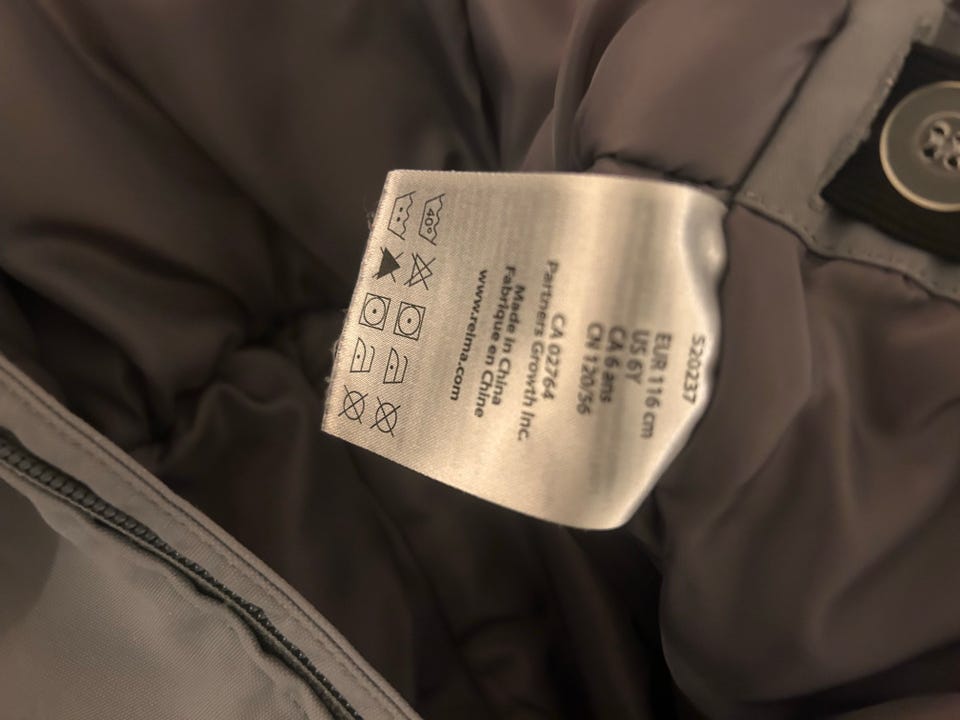 520237
EUR 116 cm
US 6Y
CA 6 ans
CN 120/56
Partners Growth Inc.
CA 02764
Made in China
Fabriqué en Chine
www.reima.com
40°